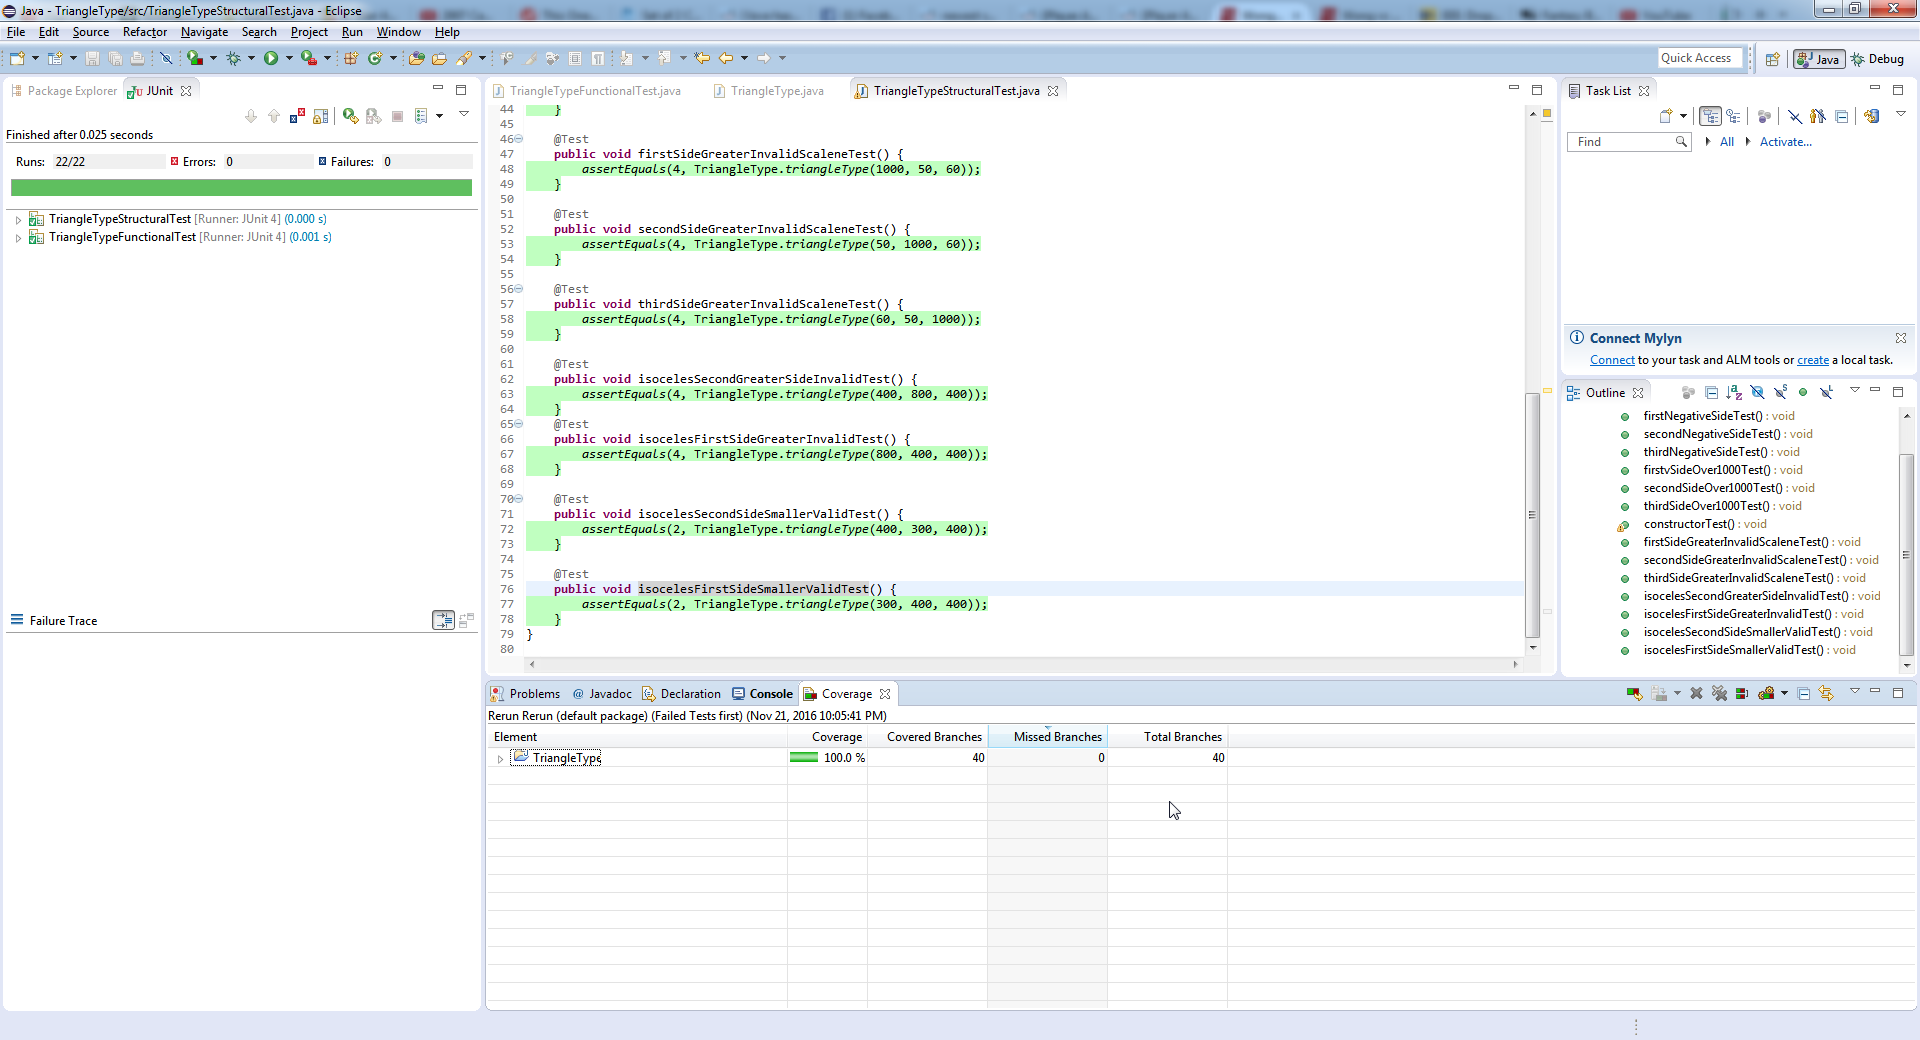 Java - TriangleType/src/TriangleTypeStructuralTest.java - Eclipse
File Edit Source Refactor Navigate Search Project Run Window Help
Quick Access Java Debug
Package Explorer JUnit
Finished after 0.025 seconds
Runs: 22/22 Errors: 0 Failures: 0
TriangleTypeStructuralTest [Runner: JUnit 4] (0.000 s)
TriangleTypeFunctionalTest [Runner: JUnit 4] (0.001 s)
Failure Trace
TriangleTypeFunctionalTest.java TriangleType.java TriangleTypeStructuralTest.java
44 }
45
46 @Test
47 public void firstSideGreaterInvalidScaleneTest() {
48 assertEquals(4, TriangleType.triangleType(1000, 50, 60));
49 }
50
51 @Test
52 public void secondSideGreaterInvalidScaleneTest() {
53 assertEquals(4, TriangleType.triangleType(50, 1000, 60));
54 }
55
56 @Test
57 public void thirdSideGreaterInvalidScaleneTest() {
58 assertEquals(4, TriangleType.triangleType(60, 50, 1000));
59 }
60
61 @Test
62 public void isocelesSecondGreaterSideInvalidTest() {
63 assertEquals(4, TriangleType.triangleType(400, 800, 400));
64 }
65 @Test
66 public void isocelesFirstSideGreaterInvalidTest() {
67 assertEquals(4, TriangleType.triangleType(800, 400, 400));
68 }
69
70 @Test
71 public void isocelesSecondSideSmallerValidTest() {
72 assertEquals(2, TriangleType.triangleType(400, 300, 400));
73 }
74
75 @Test
76 public void isocelesFirstSideSmallerValidTest() {
77 assertEquals(2, TriangleType.triangleType(300, 400, 400));
78 }
79 }
80
Task List
Find All Activate...
Connect Mylyn
Connect to your task and ALM tools or create a local task.
Outline
firstNegativeSideTest() : void
secondNegativeSideTest() : void
thirdNegativeSideTest() : void
firstvSideOver1000Test() : void
secondSideOver1000Test() : void
thirdSideOver1000Test() : void
constructorTest() : void
firstSideGreaterInvalidScaleneTest() : void
secondSideGreaterInvalidScaleneTest() : void
thirdSideGreaterInvalidScaleneTest() : void
isocelesSecondGreaterSideInvalidTest() : void
isocelesFirstSideGreaterInvalidTest() : void
isocelesSecondSideSmallerValidTest() : void
isocelesFirstSideSmallerValidTest() : void
Problems @ Javadoc Declaration Console Coverage
Rerun Rerun (default package) (Failed Tests first) (Nov 21, 2016 10:05:41 PM)
Element Coverage Covered Branches Missed Branches Total Branches
TriangleType 100.0 % 40 0 40